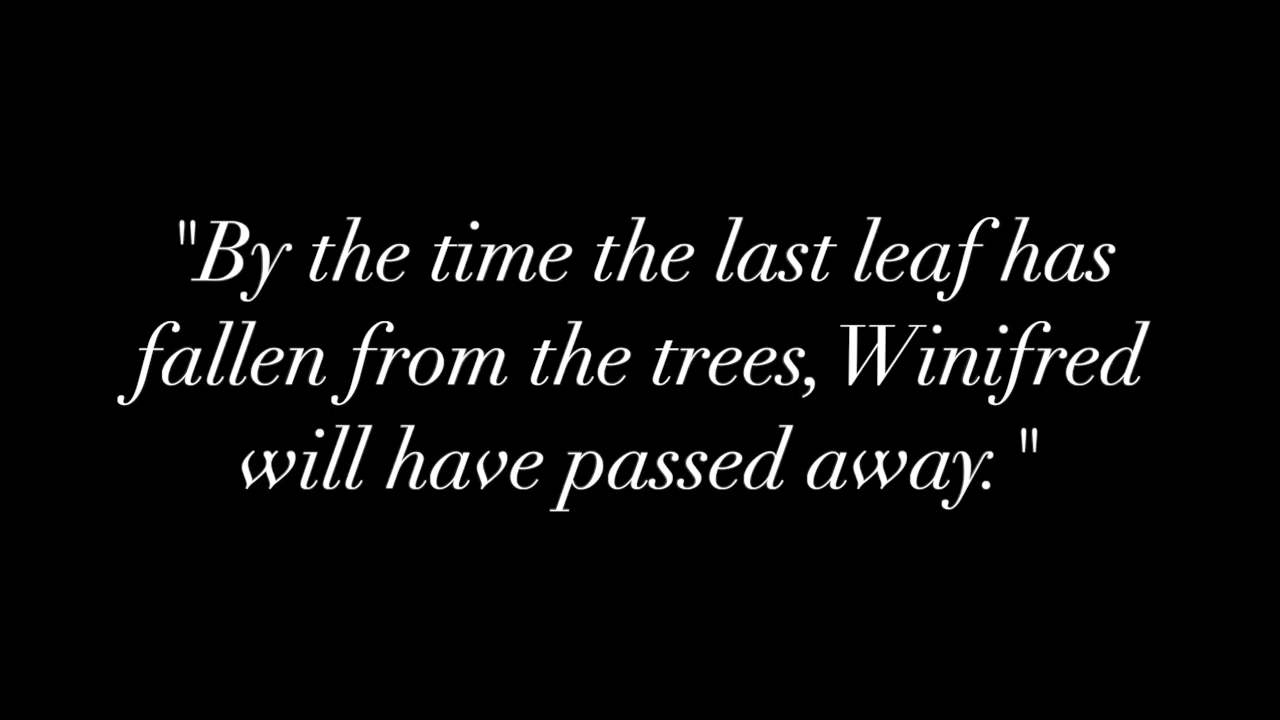 "By the time the last leaf has
fallen from the trees, Winifred
will have passed away. "